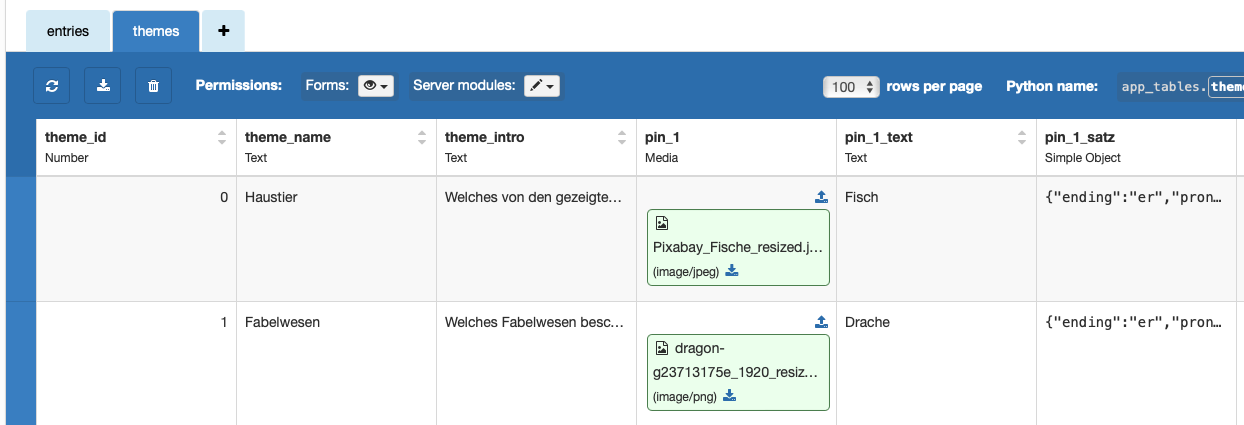 entries themes +
Permissions: Forms: Server modules: 100 rows per page Python name: app_tables.them
theme_id theme_name theme_intro pin_1 pin_1_text pin_1_satz
Number Text Text Media Text Simple Object
0 Haustier Welches von den gezeigte... Fisch {"ending":"er","pron...
Pixabay_Fische_resized.j...
(image/jpeg)
1 Fabelwesen Welches Fabelwesen besc... Drache {"ending":"er","pron...
dragon-
g23713175e_1920_resiz...
(image/png)